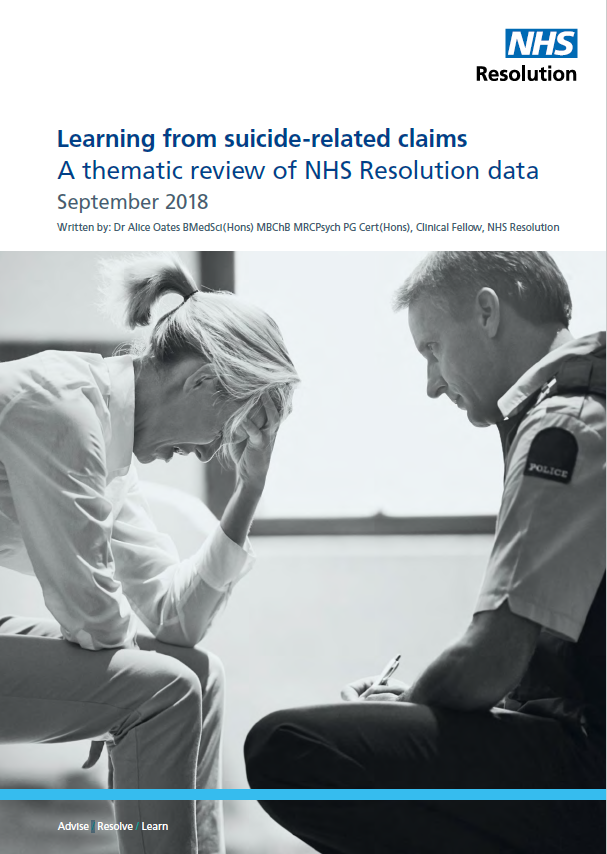 NHS
Resolution
Learning from suicide-related claims
A thematic review of NHS Resolution data
September 2018
Written by: Dr Alice Oates BMedSci(Hons) MBChB MRCPsych PG Cert(Hons), Clinical Fellow, NHS Resolution
POLICE
Advise / Resolve / Learn